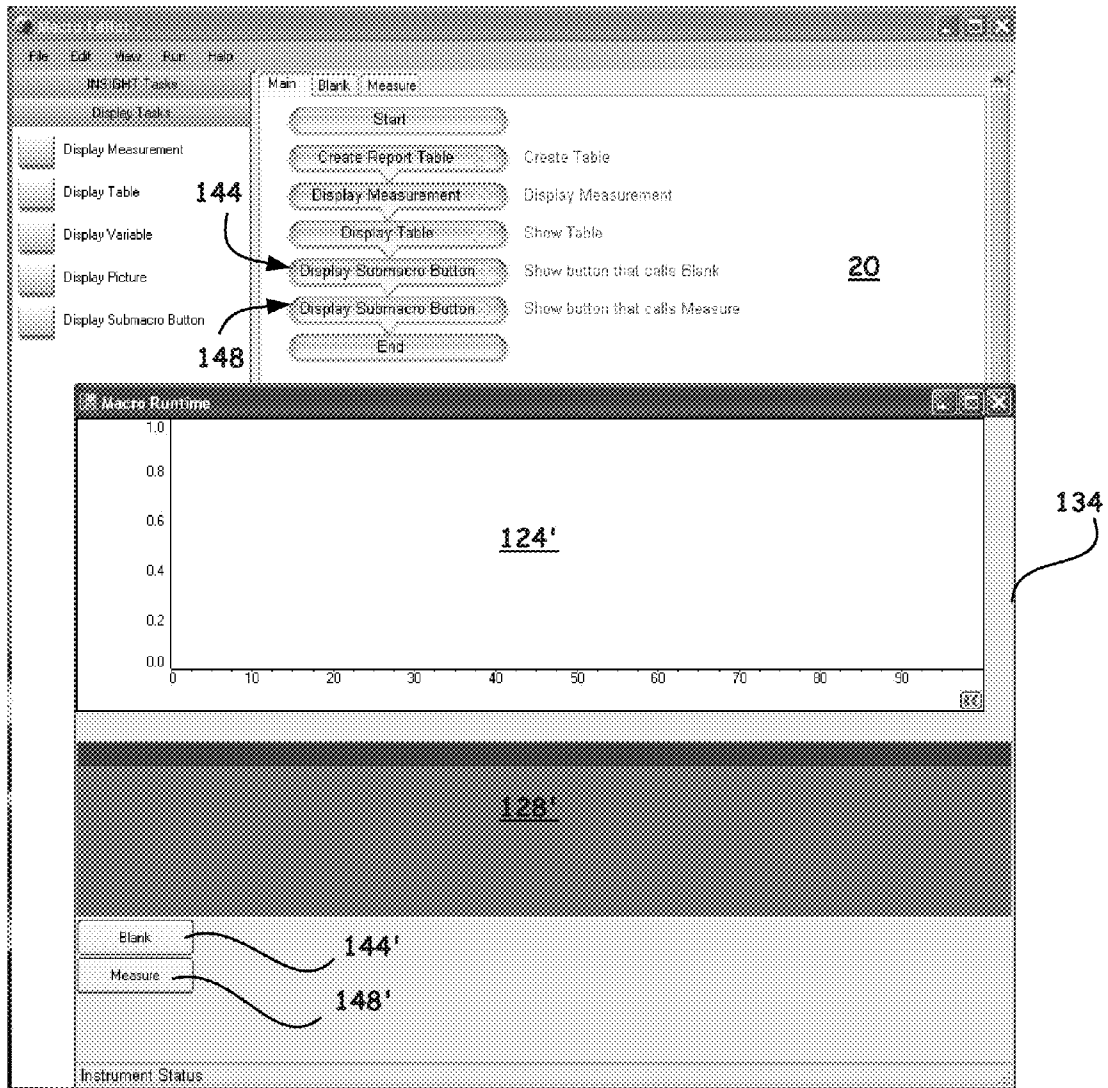 File Edit View Run Help
INSIGHT Tasks
Display Tasks
Display Measurement
Display Table
Display Variable
Display Picture
Display Submacro Button
Main Blank Measure
Start
Create Report Table Create Table
Display Measurement Display Measurement
Display Table Show Table
Display Submacro Button Show button that calls Blank
Display Submacro Button Show button that calls Measure
End
144
148
20
Macro Runtime
1.0
0.8
0.6
0.4
0.2
0.0
0 10 20 30 40 50 60 70 80 90
124'
134
128'
Blank
Measure
144'
148'
Instrument Status